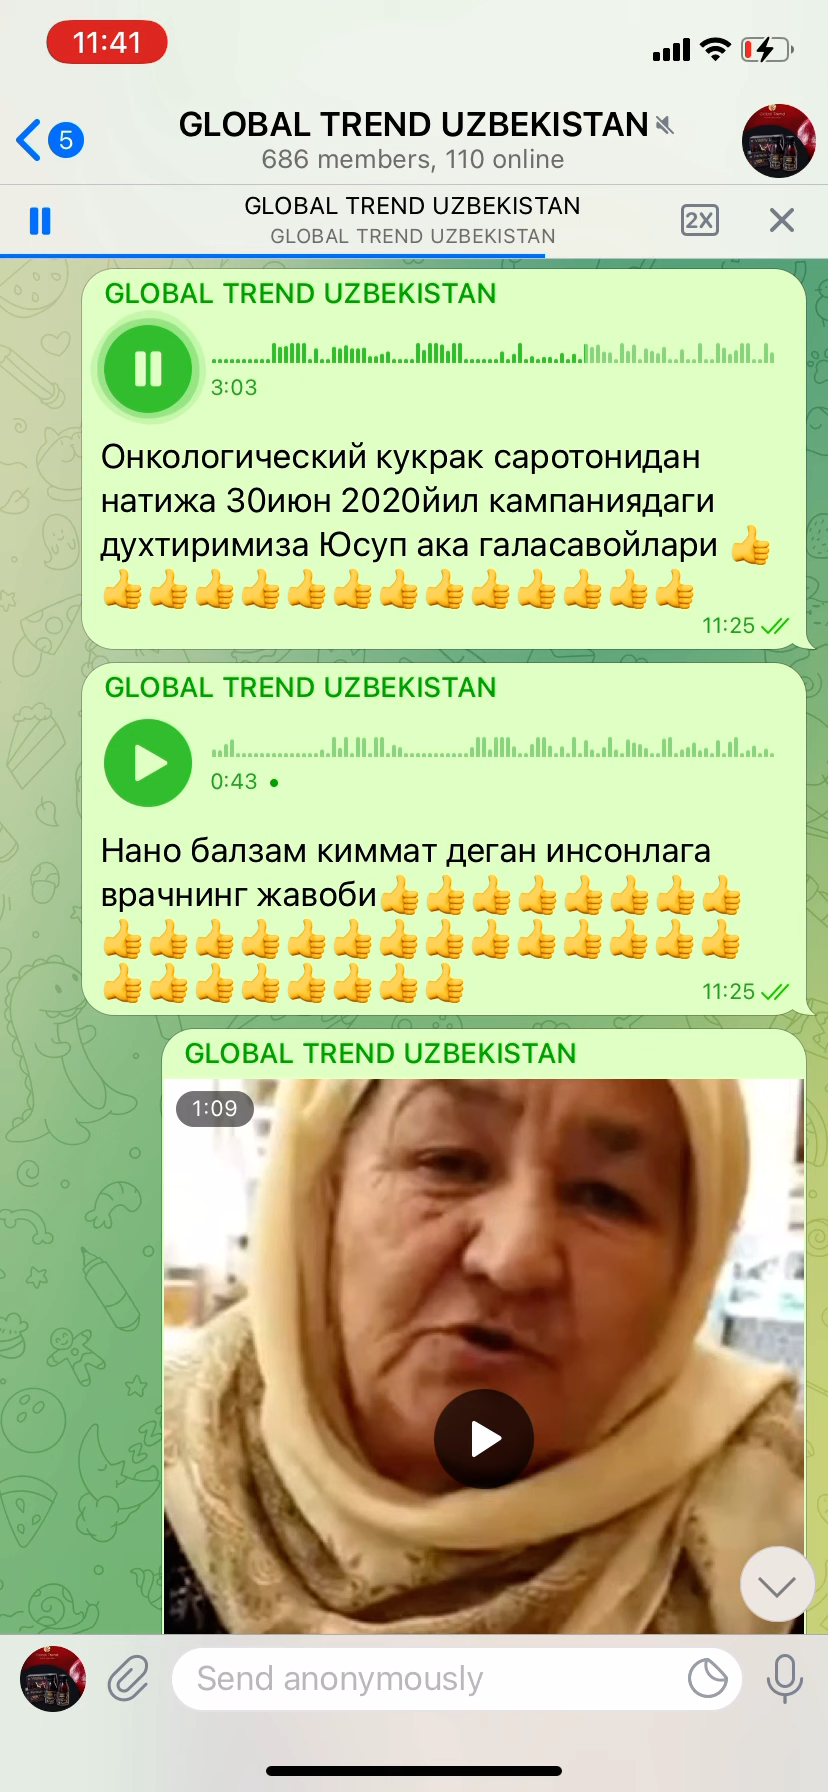 11:41
5
GLOBAL TREND UZBEKISTAN
686 members, 110 online
GLOBAL TREND UZBEKISTAN
GLOBAL TREND UZBEKISTAN
2X
GLOBAL TREND UZBEKISTAN
3:03
Онкологический кукрак саротонидан
натижа 30июн 2020йил кампаниядаги
духтиримиза Юсуп ака галасавойлари 👍
👍👍👍👍👍👍👍👍👍👍👍👍👍
11:25
GLOBAL TREND UZBEKISTAN
0:43
Нано балзам киммат деган инсонлага
врачнинг жавоби👍👍👍👍👍👍👍👍
👍👍👍👍👍👍👍👍👍👍👍👍👍👍
👍👍👍👍👍👍👍👍
11:25
GLOBAL TREND UZBEKISTAN
1:09
Send anonymously